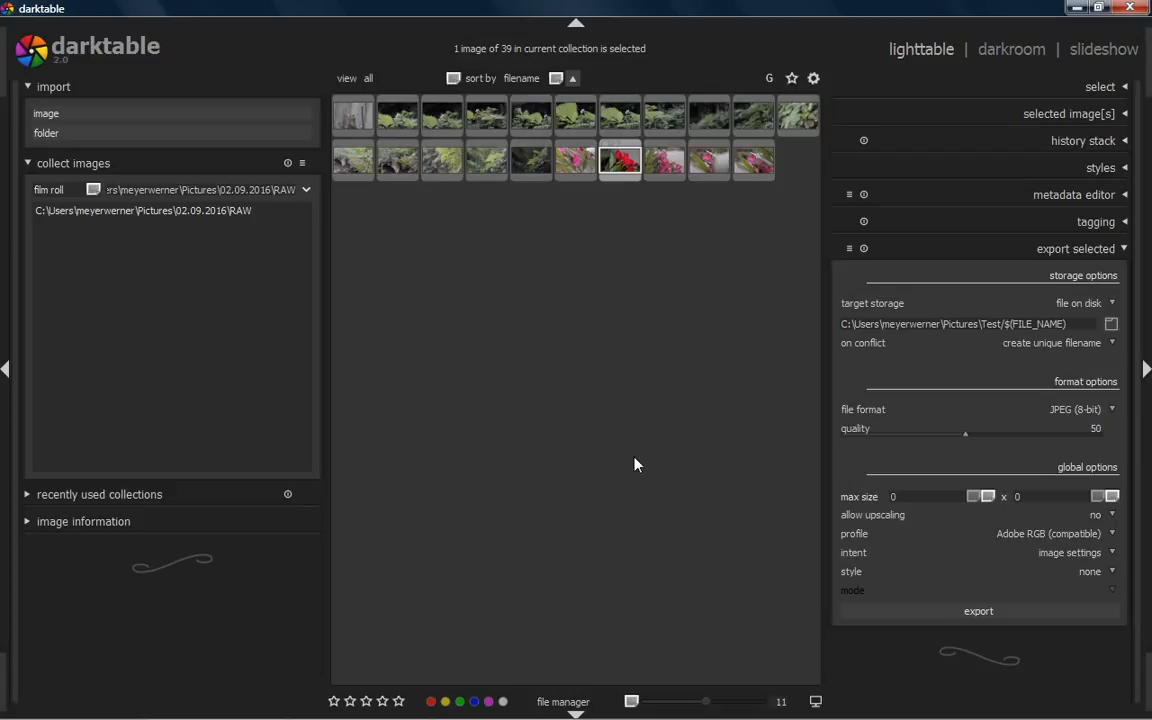 darktable
darktable
2.0
1 image of 39 in current collection is selected
lighttable | darkroom | slideshow
import
image
folder
collect images
film roll :rs\meyerwerner\Pictures\02.09.2016\RAW
C:\Users\meyerwerner\Pictures\02.09.2016\RAW
recently used collections
image information
view all sort by filename G
select
selected image[s]
history stack
styles
metadata editor
tagging
export selected
storage options
target storage file on disk
C:\Users\meyerwerner\Pictures\Test/$(FILE_NAME)
on conflict create unique filename
format options
file format JPEG (8-bit)
quality 50
global options
max size 0 x 0
allow upscaling no
profile Adobe RGB (compatible)
intent image settings
style none
mode
export
file manager 11